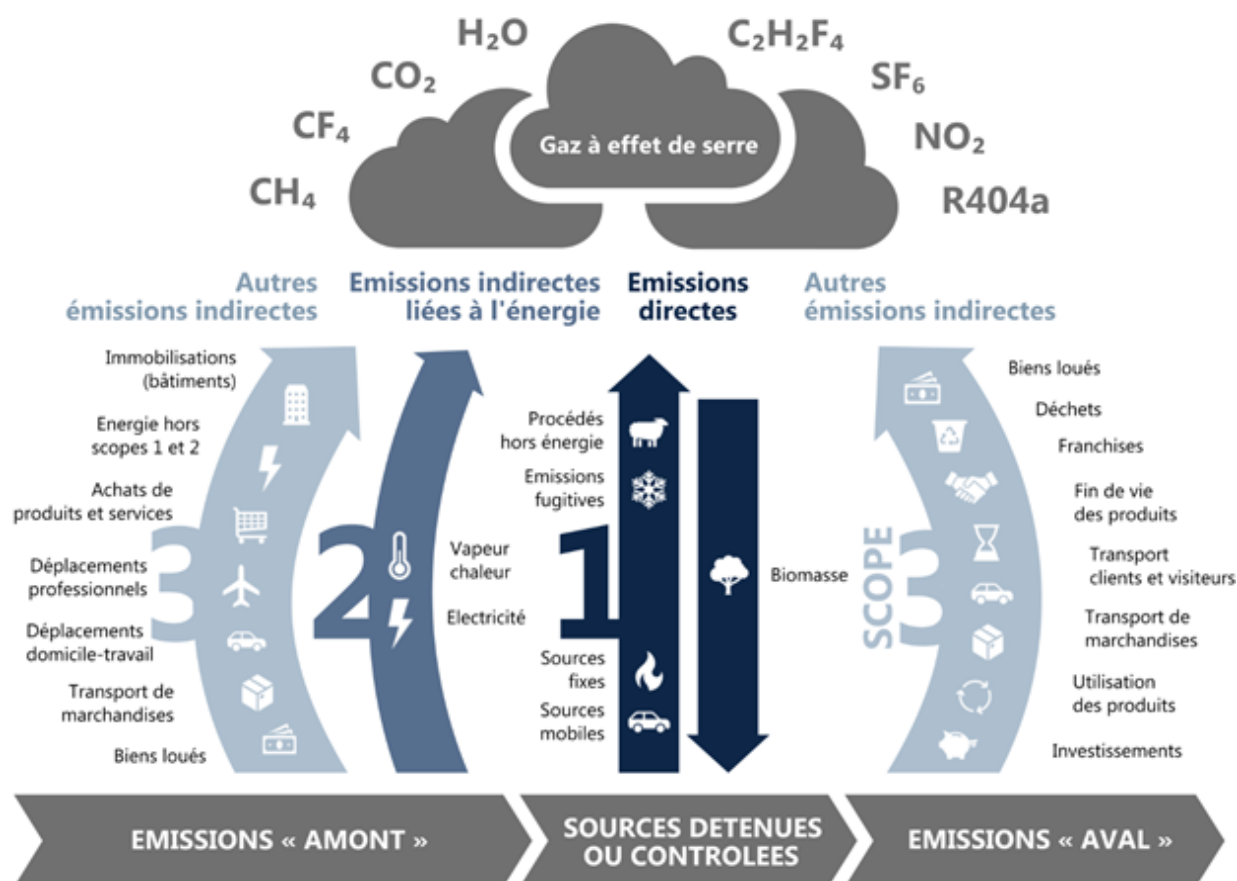 H₂O
C₂H₂F₄
CO₂
SF₆
CF₄
NO₂
Gaz à effet de serre
CH₄
R404a
Autres
émissions indirectes
Emissions indirectes
liées à l'énergie
Emissions
directes
Autres
émissions indirectes
Immobilisations
(bâtiments)
Energie hors
scopes 1 et 2
Achats de
produits et services
Déplacements
professionnels
Déplacements
domicile-travail
Transport de
marchandises
Biens loués
3
2
Vapeur
chaleur
Electricité
Procédés
hors énergie
Emissions
fugitives
1
Sources
fixes
Sources
mobiles
Biomasse
SCOPE
3
Biens loués
Déchets
Franchises
Fin de vie
des produits
Transport
clients et visiteurs
Transport de
marchandises
Utilisation
des produits
Investissements
EMISSIONS « AMONT »
SOURCES DETENUES
OU CONTROLEES
EMISSIONS « AVAL »